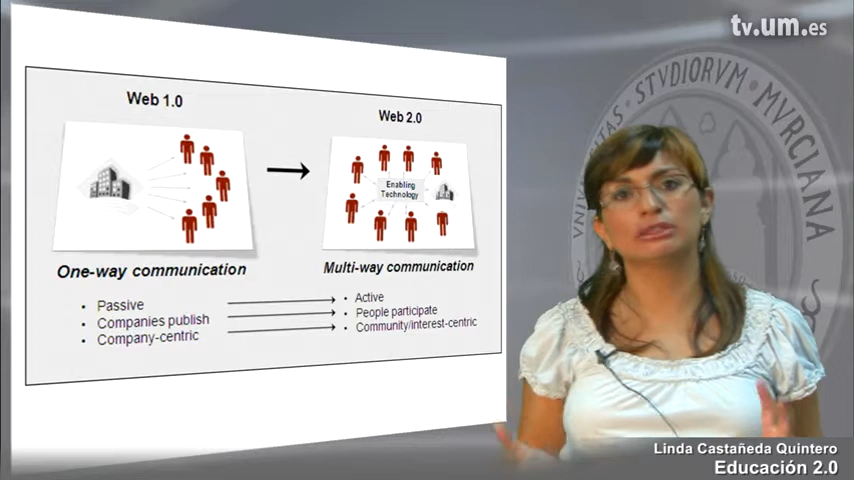 tv.um.es
Web 1.0
Web 2.0
Enabling
Technology
One-way communication
Multi-way communication
• Passive
• Companies publish
• Company-centric
• Active
• People participate
• Community/interest-centric
STVDIORVM MVRCIANA
Linda Castañeda Quintero
Educación 2.0